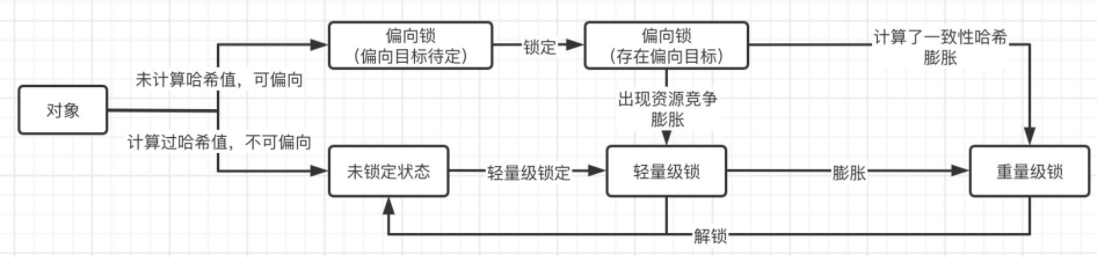 偏向锁
(偏向目标待定)
锁定
偏向锁
(存在偏向目标)
计算了一致性哈希
膨胀
未计算哈希值，可偏向
对象
出现资源竞争
膨胀
计算过哈希值，不可偏向
未锁定状态
轻量级锁定
轻量级锁
膨胀
重量级锁
解锁